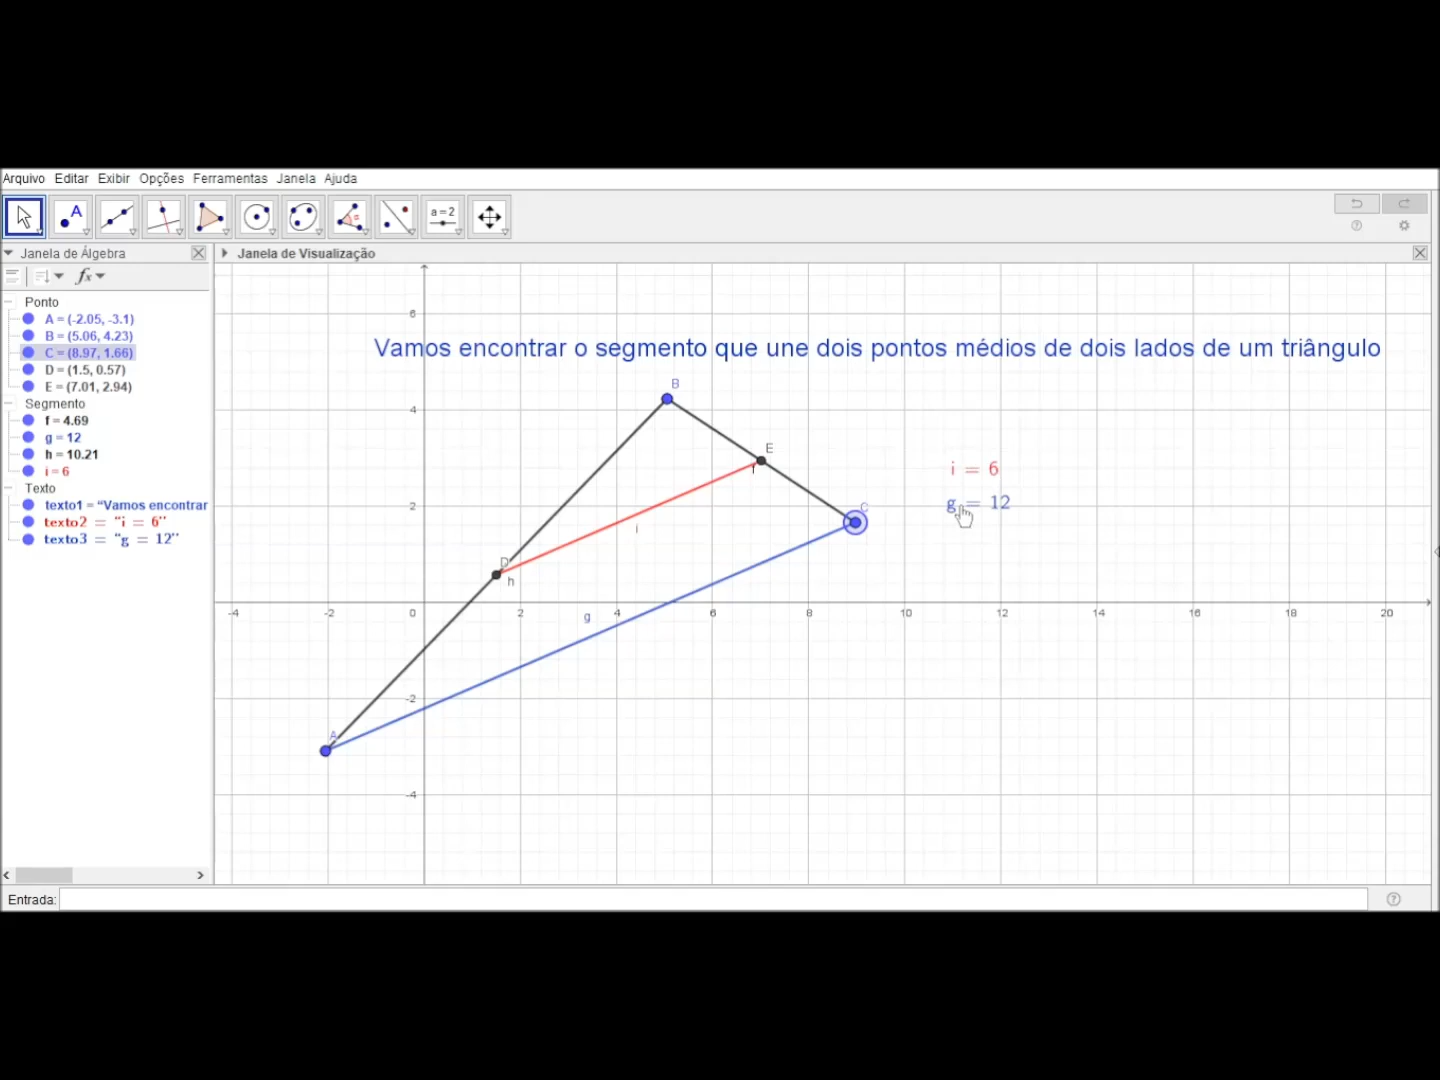 Arquivo Editar Exibir Opções Ferramentas Janela Ajuda
A
a = 2
Janela de Álgebra
Janela de Visualização
fx
Ponto
A = (-2.05, -3.1)
B = (5.06, 4.23)
C = (8.97, 1.66)
D = (1.5, 0.57)
E = (7.01, 2.94)
Segmento
f = 4.69
g = 12
h = 10.21
i = 6
Texto
texto1 = "Vamos encontrar
texto2 = "i = 6"
texto3 = "g = 12"
Vamos encontrar o segmento que une dois pontos médios de dois lados de um triângulo
6
B
4
E
f
i = 6
2
C
g = 12
i
D
h
-4 -2 0 2 4 6 8 10 12 14 16 18 20
g
-2
A
-4
Entrada: